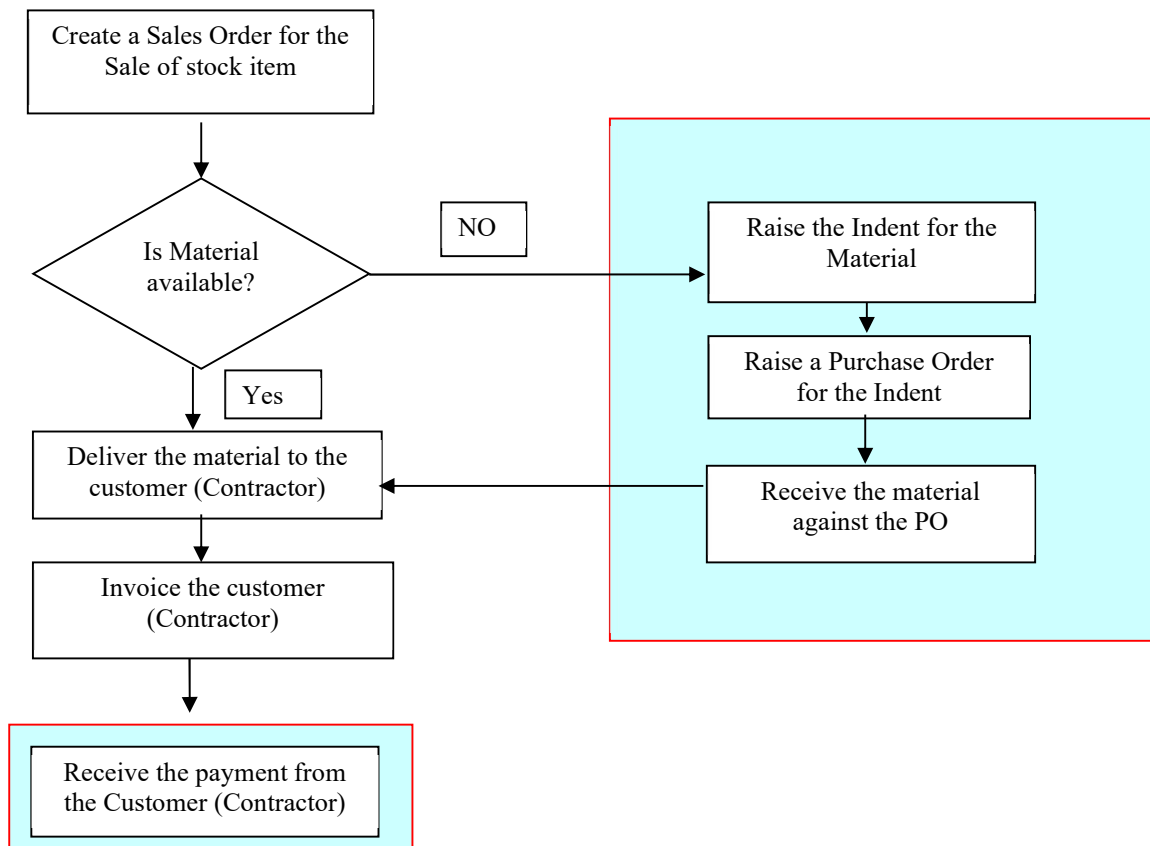 Create a Sales Order for the
Sale of stock item
Is Material
available?
NO
Raise the Indent for the
Material
Raise a Purchase Order
for the Indent
Yes
Deliver the material to the
customer (Contractor)
Receive the material
against the PO
Invoice the customer
(Contractor)
Receive the payment from
the Customer (Contractor)